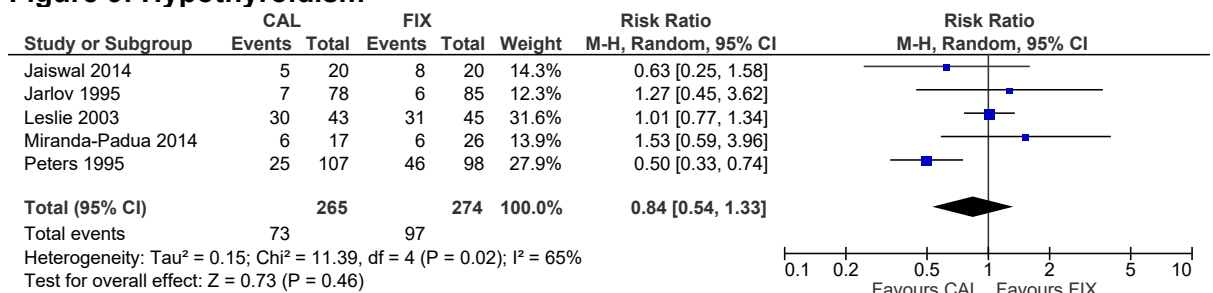 Figure 9. Hypothyroidism
CAL FIX Risk Ratio Risk Ratio
Study or Subgroup Events Total Events Total Weight M-H, Random, 95% CI M-H, Random, 95% CI
Jaiswal 2014 5 20 8 20 14.3% 0.63 [0.25, 1.58]
Jarlov 1995 7 78 6 85 12.3% 1.27 [0.45, 3.62]
Leslie 2003 30 43 31 45 31.6% 1.01 [0.77, 1.34]
Miranda-Padua 2014 6 17 6 26 13.9% 1.53 [0.59, 3.96]
Peters 1995 25 107 46 98 27.9% 0.50 [0.33, 0.74]
Total (95% CI) 265 274 100.0% 0.84 [0.54, 1.33]
Total events 73 97
Heterogeneity: Tau² = 0.15; Chi² = 11.39, df = 4 (P = 0.02); I² = 65%
Test for overall effect: Z = 0.73 (P = 0.46)
0.1 0.2 0.5 1 2 5 10
Favours CAL Favours FIX